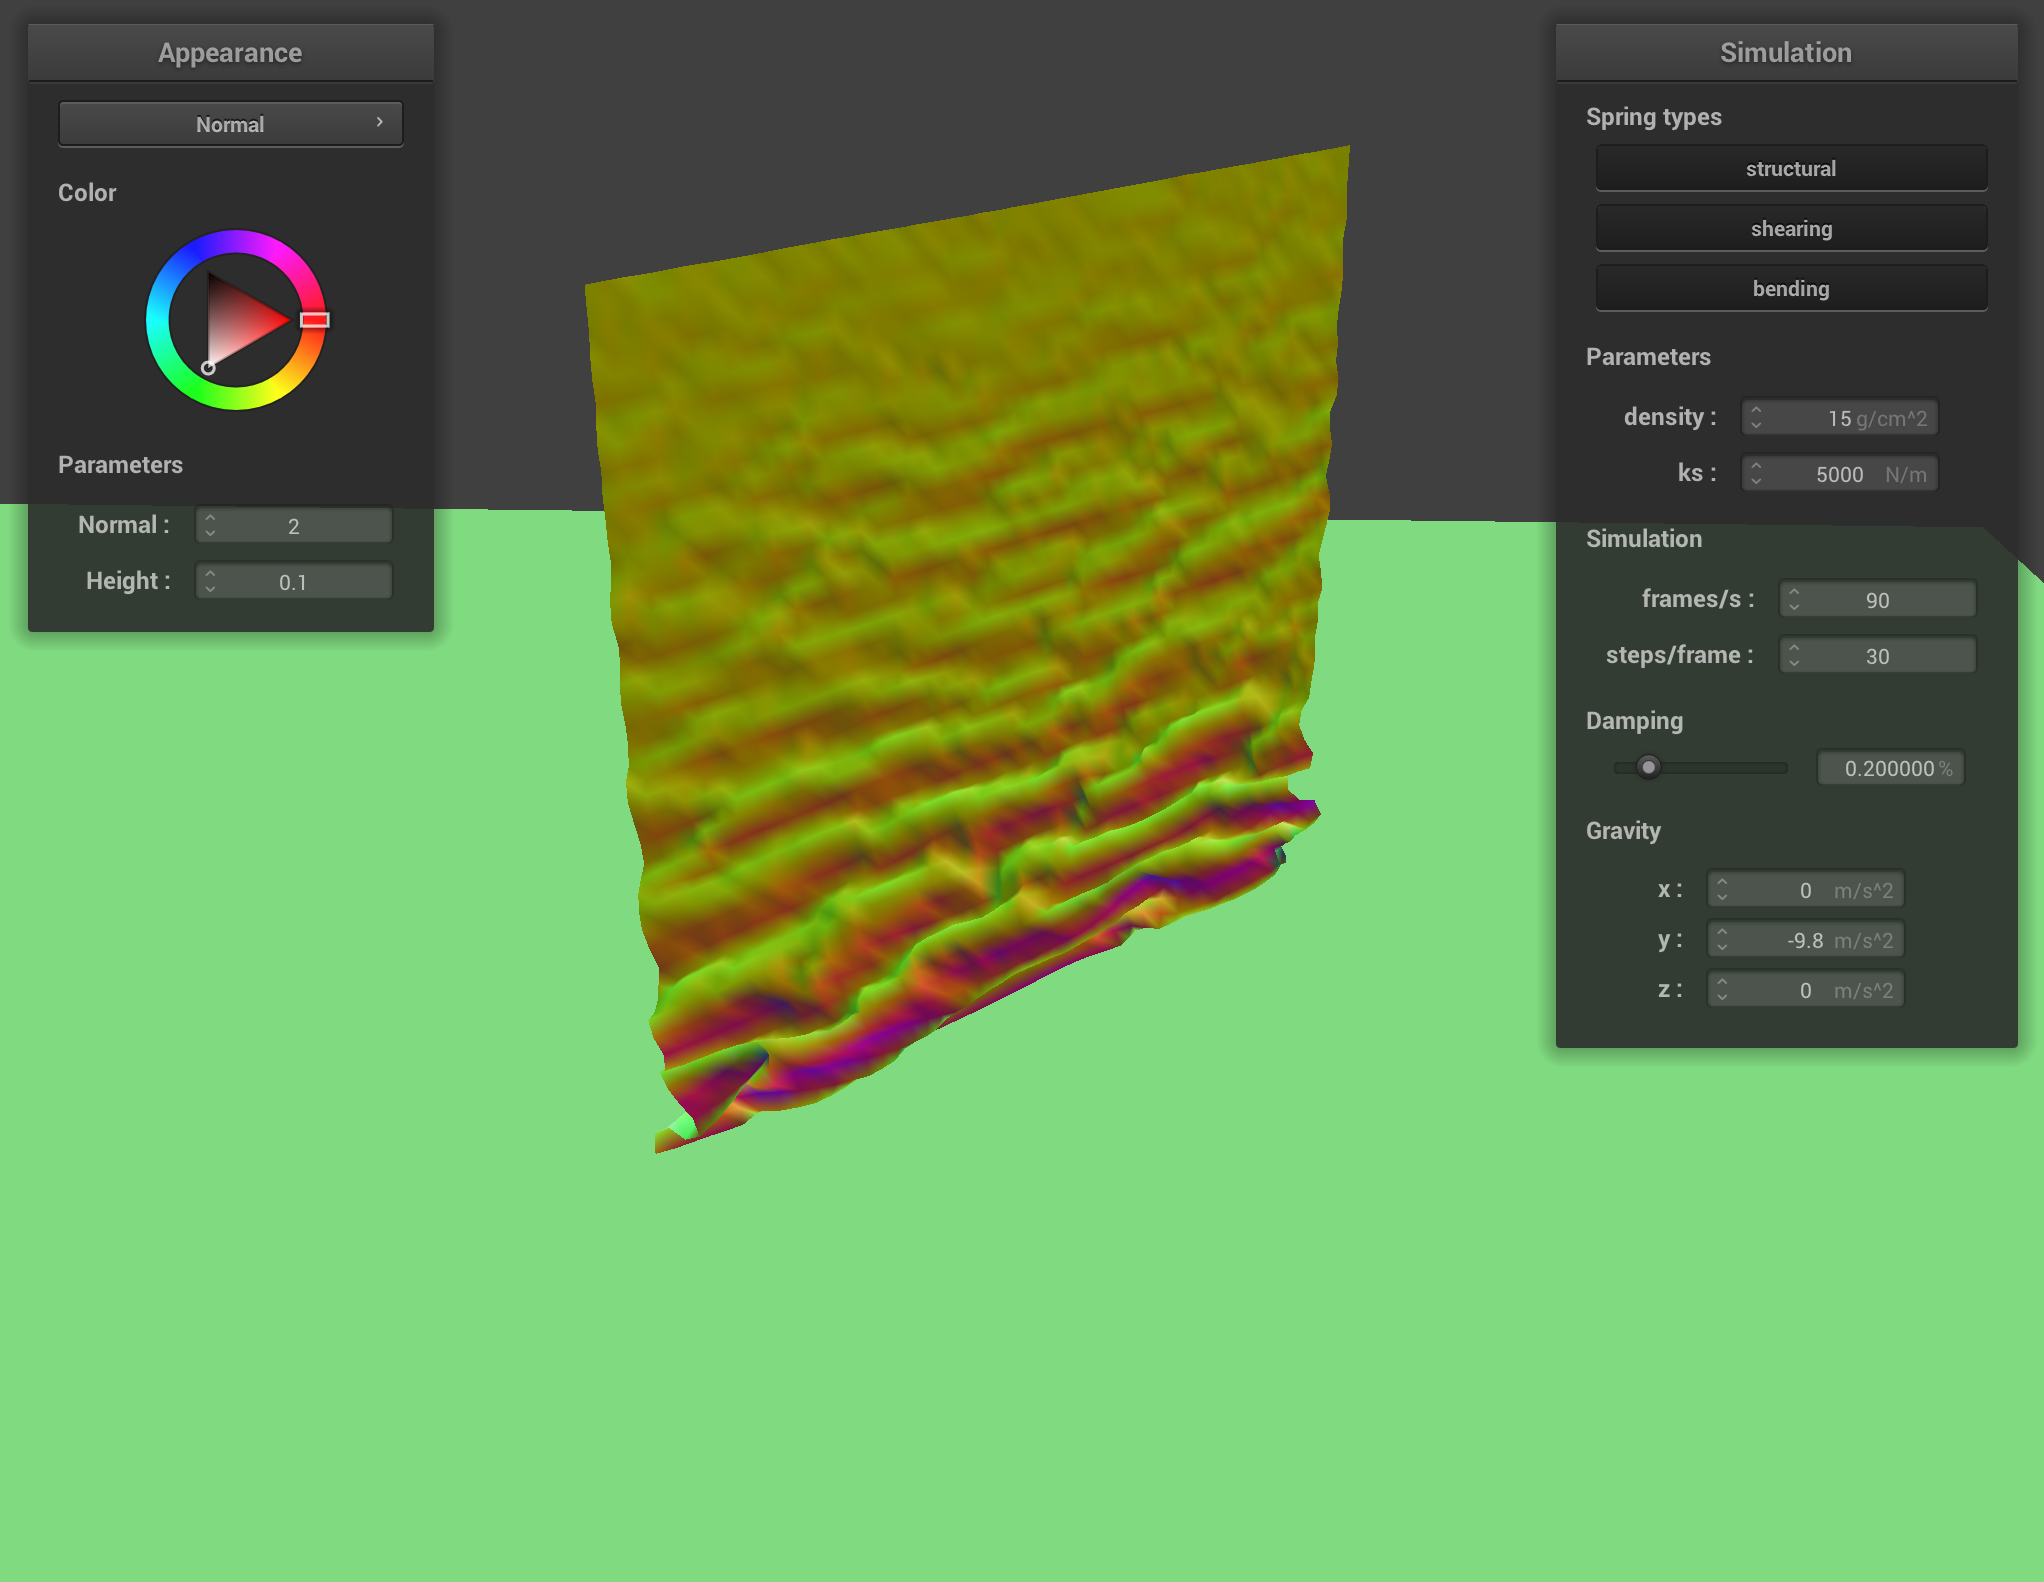 Appearance
Normal
Color
Parameters
Normal : 2
Height : 0.1
Simulation
Spring types
structural
shearing
bending
Parameters
density : 15 g/cm^2
ks : 5000 N/m
Simulation
frames/s : 90
steps/frame : 30
Damping
0.200000 %
Gravity
x : 0 m/s^2
y : -9.8 m/s^2
z : 0 m/s^2